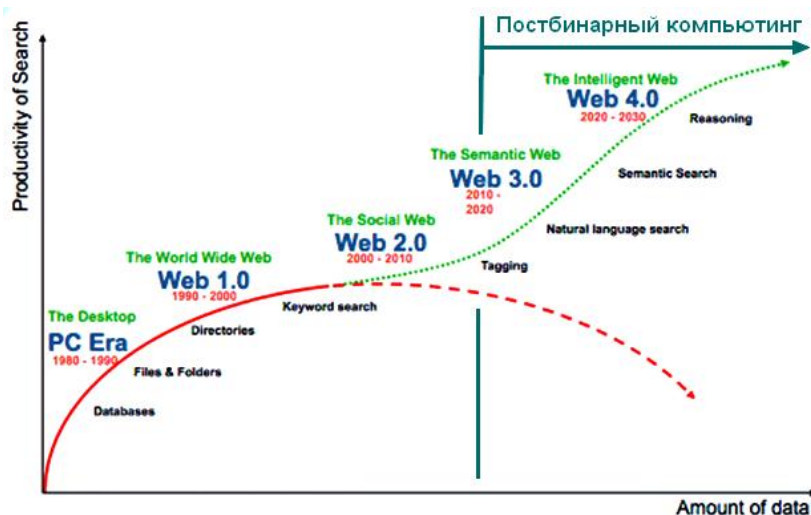 Постбинарный компьютинг
Productivity of Search
The Intelligent Web
Web 4.0
2020 - 2030
Reasoning
The Semantic Web
Web 3.0
2010 -
2020
Semantic Search
The Social Web
Web 2.0
2000 - 2010
Natural language search
The World Wide Web
Web 1.0
1990 - 2000
Tagging
Keyword search
The Desktop
PC Era
1980 - 1990
Directories
Files & Folders
Databases
Amount of data